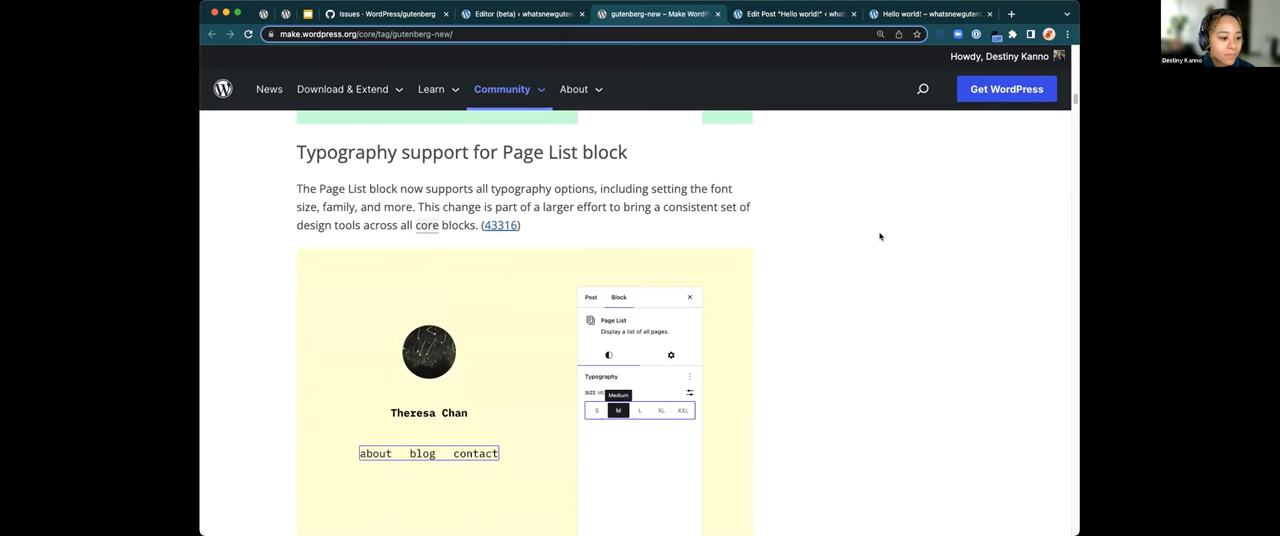 Issues · WordPress/gutenberg
Editor (beta) ‹ whatsnewguten
gutenberg-new – Make WordP
Edit Post "Hello world!" ‹ what
Hello world! – whatsnewguten
make.wordpress.org/core/tag/gutenberg-new/
Off
Destiny Kanno
Howdy, Destiny Kanno
News
Download & Extend
Learn
Community
About
Get WordPress
Typography support for Page List block
The Page List block now supports all typography options, including setting the font
size, family, and more. This change is part of a larger effort to bring a consistent set of
design tools across all core blocks. (43316)
Post
Block
Page List
Display a list of all pages.
Typography
SIZE
Medium
S
M
L
XL
XXL
Theresa Chan
about blog contact